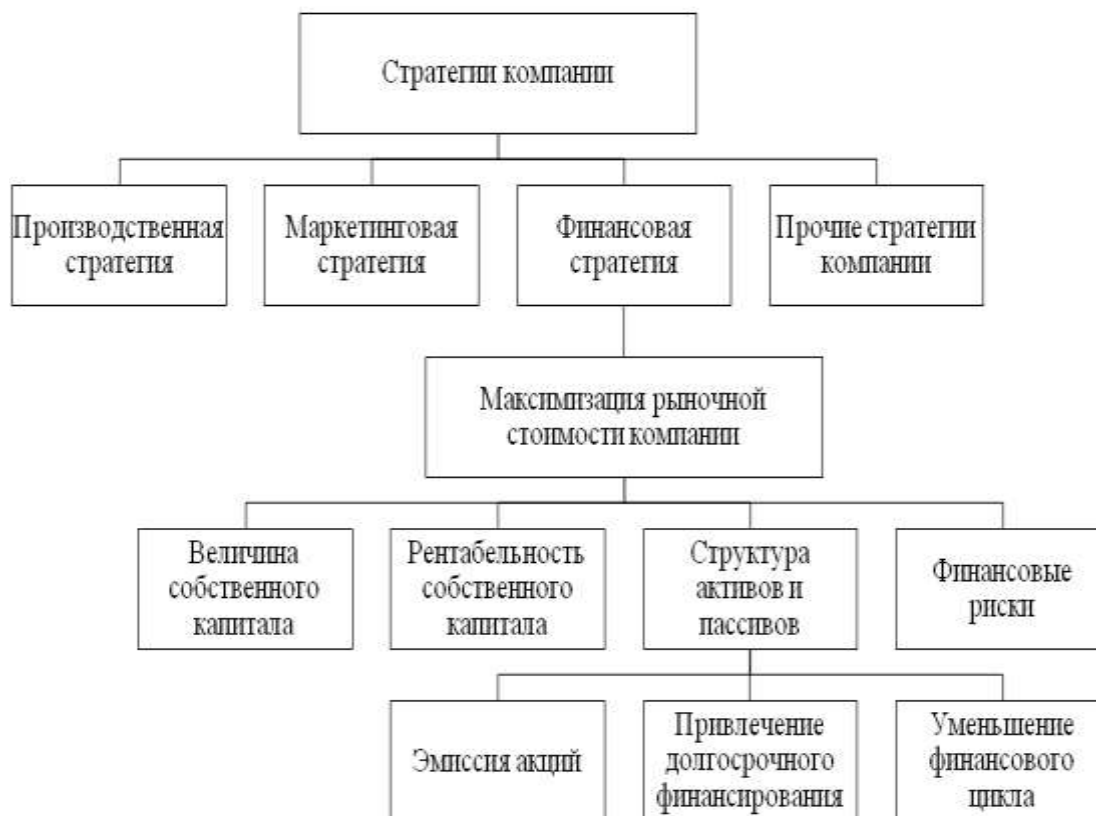 Стратегии компании
Производственная
стратегия
Маркетинговая
стратегия
Финансовая
стратегия
Прочие стратегии
компании
Максимизация рыночной
стоимости компании
Величина
собственного
капитала
Рентабельность
собственного
капитала
Структура
активов и
пассивов
Финансовые
риски
Эмиссия акций
Привлечение
долгосрочного
финансирования
Уменьшение
финансового
цикла